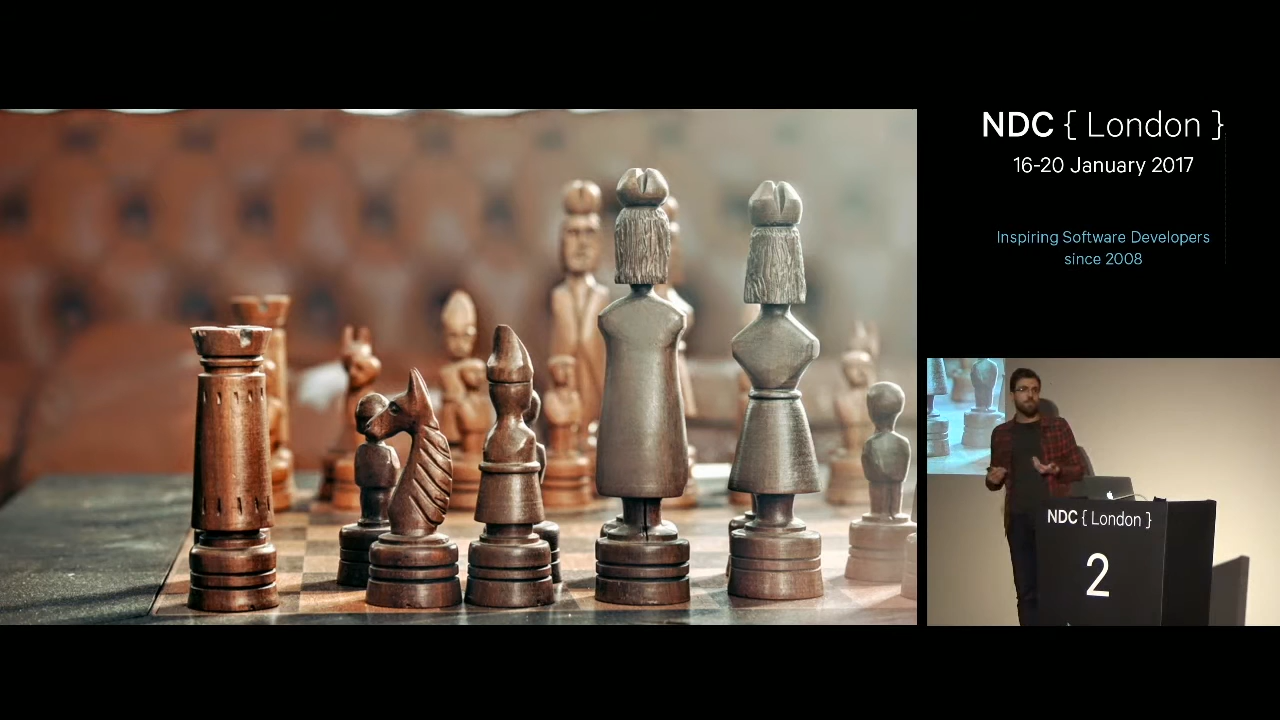 NDC { London }
16-20 January 2017
Inspiring Software Developers
since 2008
NDC { London }
2